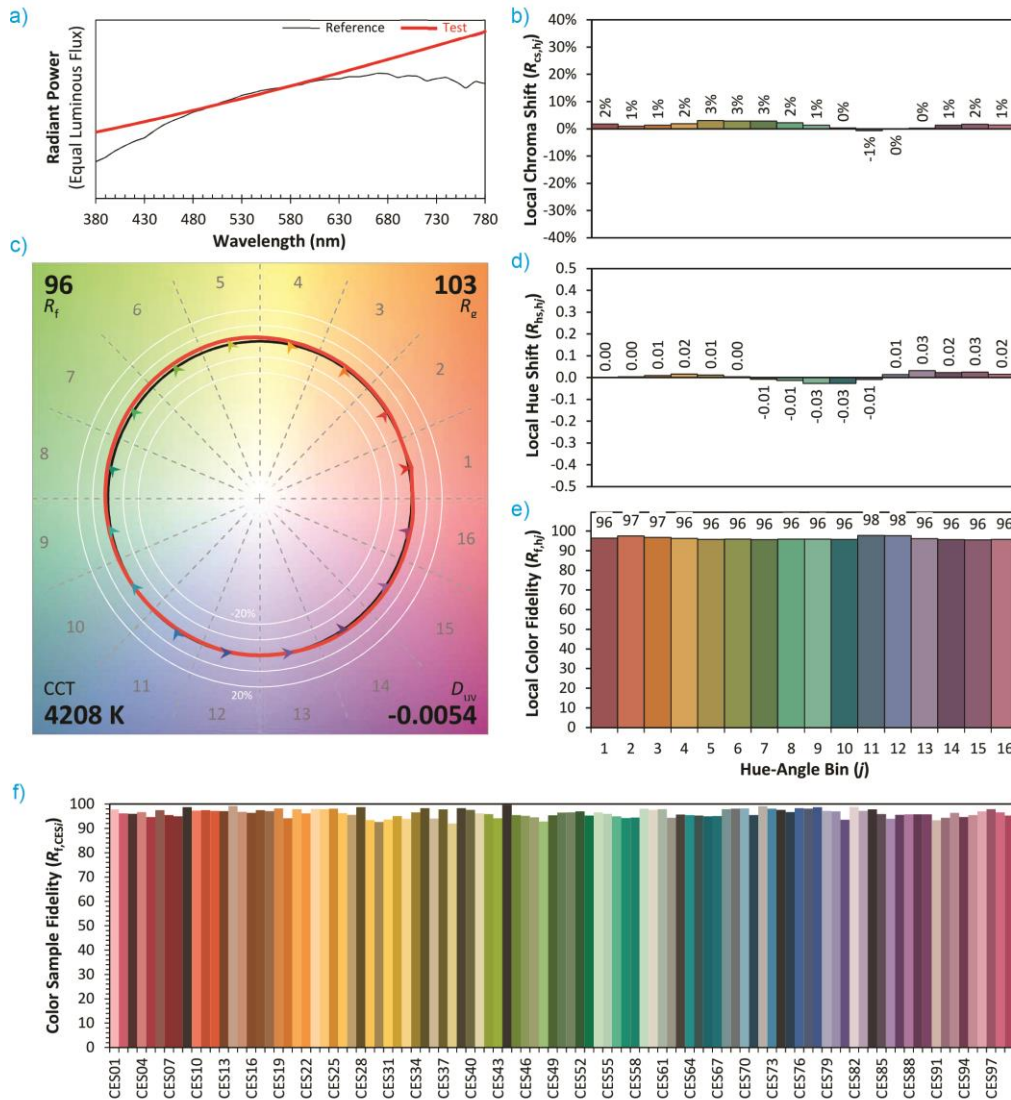 a)
Reference
Test
Radiant Power
(Equal Luminous Flux)
380
430
480
530
580
630
680
730
780
Wavelength (nm)
b)
Local Chroma Shift (Rcs,hj)
40%
30%
20%
10%
0%
-10%
-20%
-30%
-40%
2%
1%
1%
2%
3%
3%
3%
2%
1%
0%
-1%
0%
0%
1%
2%
1%
c)
96
Rf
103
Rg
5
4
6
3
7
2
8
1
9
16
10
15
11
14
12
13
-20%
20%
CCT
4208 K
Duv
-0.0054
d)
Local Hue Shift (Rhs,hj)
0.5
0.4
0.3
0.2
0.1
0.0
-0.1
-0.2
-0.3
-0.4
-0.5
0.00
0.00
0.01
0.02
0.01
0.00
-0.01
-0.01
-0.03
-0.03
-0.01
0.01
0.03
0.02
0.03
0.02
e)
Local Color Fidelity (Rf,hj)
100
90
80
70
60
50
40
30
20
10
0
96 97 97 96 96 96 96 96 96 96 98 98 96 96 96 96
1 2 3 4 5 6 7 8 9 10 11 12 13 14 15 16
Hue-Angle Bin (j)
f)
Color Sample Fidelity (Rf,CESi)
100
90
80
70
60
50
40
30
20
10
0
CES01
CES04
CES07
CES10
CES13
CES16
CES19
CES22
CES25
CES28
CES31
CES34
CES37
CES40
CES43
CES46
CES49
CES52
CES55
CES58
CES61
CES64
CES67
CES70
CES73
CES76
CES79
CES82
CES85
CES88
CES91
CES94
CES97